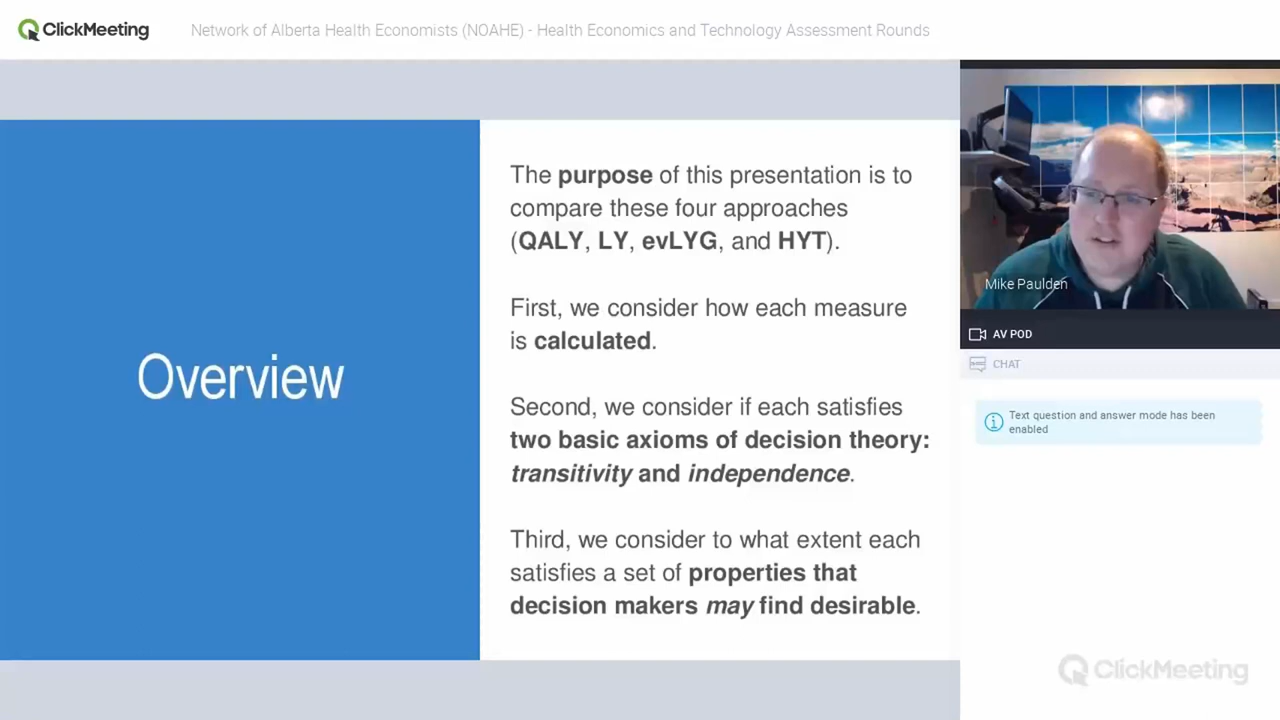 ClickMeeting
Network of Alberta Health Economists (NOAHE) - Health Economics and Technology Assessment Rounds
Overview
The purpose of this presentation is to
compare these four approaches
(QALY, LY, evLYG, and HYT).
First, we consider how each measure
is calculated.
Second, we consider if each satisfies
two basic axioms of decision theory:
transitivity and independence.
Third, we consider to what extent each
satisfies a set of properties that
decision makers may find desirable.
Mike Paulden
AV POD
CHAT
Text question and answer mode has been
enabled
ClickMeeting